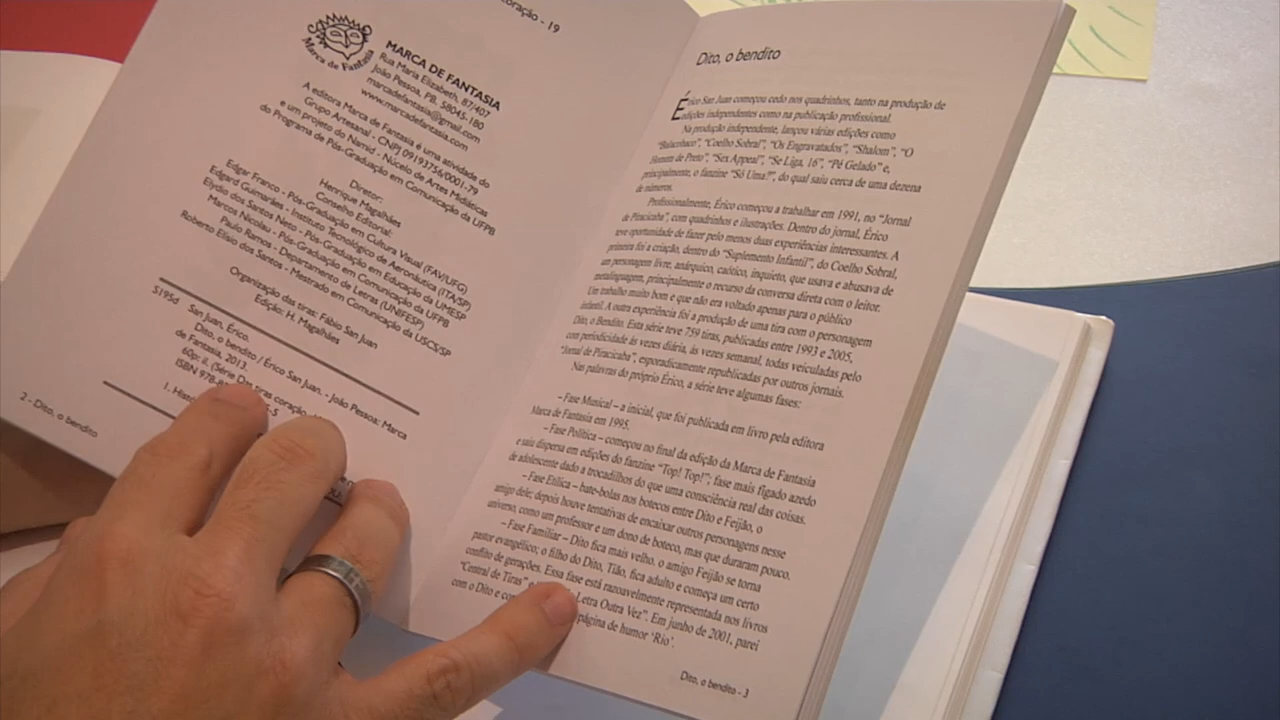 coração - 19
Marca de Fantasia
MARCA DE FANTASIA
Rua Maria Elizabeth, 87/407
João Pessoa, PB. 58045-180
marcadefantasia@gmail.com
www.marcadefantasia.com
A editora Marca de Fantasia é uma atividade do
Grupo Artesanal - CNPJ 09193756/0001-79
e um projeto do Namid - Núcleo de Artes Midiáticas
do Programa de Pós-Graduação em Comunicação da UFPB
Diretor:
Henrique Magalhães
Conselho Editorial:
Edgar Franco - Pós-Graduação em Cultura Visual (FAV/UFG)
Edgard Guimarães - Instituto Tecnológico de Aeronáutica (ITA/SP)
Elydio dos Santos Neto - Pós-Graduação em Educação da UMESP
Marcos Nicolau - Pós-Graduação em Comunicação da UFPB
Paulo Ramos - Departamento de Letras (UNIFESP)
Roberto Elísio dos Santos - Mestrado em Comunicação da USCS/SP
Organização das tiras: Fábio San Juan
Edição: H. Magalhães
S195d
San Juan, Érico.
Dito, o bendito / Érico San Juan. - João Pessoa: Marca
de Fantasia, 2013.
60p: il. (Série Das tiras coração,
ISBN 978-
1. Histó
2 - Dito, o bendito
Dito, o bendito
Érico San Juan começou cedo nos quadrinhos, tanto na produção de
edições independentes como na publicação profissional.
Na produção independente, lançou várias edições como
"Coelho Sobral", "Os Engravatados", "Shalom", "O
Homem de Preto", "Sex Appeal", "Se Liga, 16", "Pé Gelado" e,
principalmente, o fanzine "Só Uma?", do qual saiu cerca de uma dezena
de números.
Profissionalmente, Érico começou a trabalhar em 1991, no "Jornal
de Piracicaba", com quadrinhos e ilustrações. Dentro do jornal, Érico
teve oportunidade de fazer pelo menos duas experiências interessantes. A
primeira foi a criação, dentro do "Suplemento Infantil", do Coelho Sobral,
um personagem livre, anárquico, caótico, inquieto, que usava e abusava de
metalinguagem, principalmente o recurso da conversa direta com o leitor.
Um trabalho muito bom e que não era voltado apenas para o público
infantil. A outra experiência foi a produção de uma tira com o personagem
Dito, o Bendito. Esta série teve 759 tiras, publicadas entre 1993 e 2005,
com periodicidade às vezes diária, às vezes semanal, todas veiculadas pelo
"Jornal de Piracicaba", esporadicamente republicadas por outros jornais.
Nas palavras do próprio Érico, a série teve algumas fases:
– Fase Musical – a inicial, que foi publicada em livro pela editora
Marca de Fantasia em 1995.
– Fase Política – começou no final da edição da Marca de Fantasia
e saiu dispersa em edições do fanzine "Top! Top!"; fase mais fígado azedo
de adolescente dado a trocadilhos do que uma consciência real das coisas.
– Fase Etílica – bate-bolas nos botecos entre Dito e Feijão, o
amigo dele; depois houve tentativas de encaixar outros personagens nesse
universo, como um professor e um dono de boteco, mas que duraram pouco.
– Fase Familiar – Dito fica mais velho, o amigo Feijão se torna
pastor evangélico; o filho do Dito, Tião, fica adulto e começa um certo
conflito de gerações. Essa fase está razoavelmente representada nos livros
"Central de Tiras" e Letra Outra Vez". Em junho de 2001, parei
com o Dito e página de humor 'Rio'.
Dito, o bendito - 3